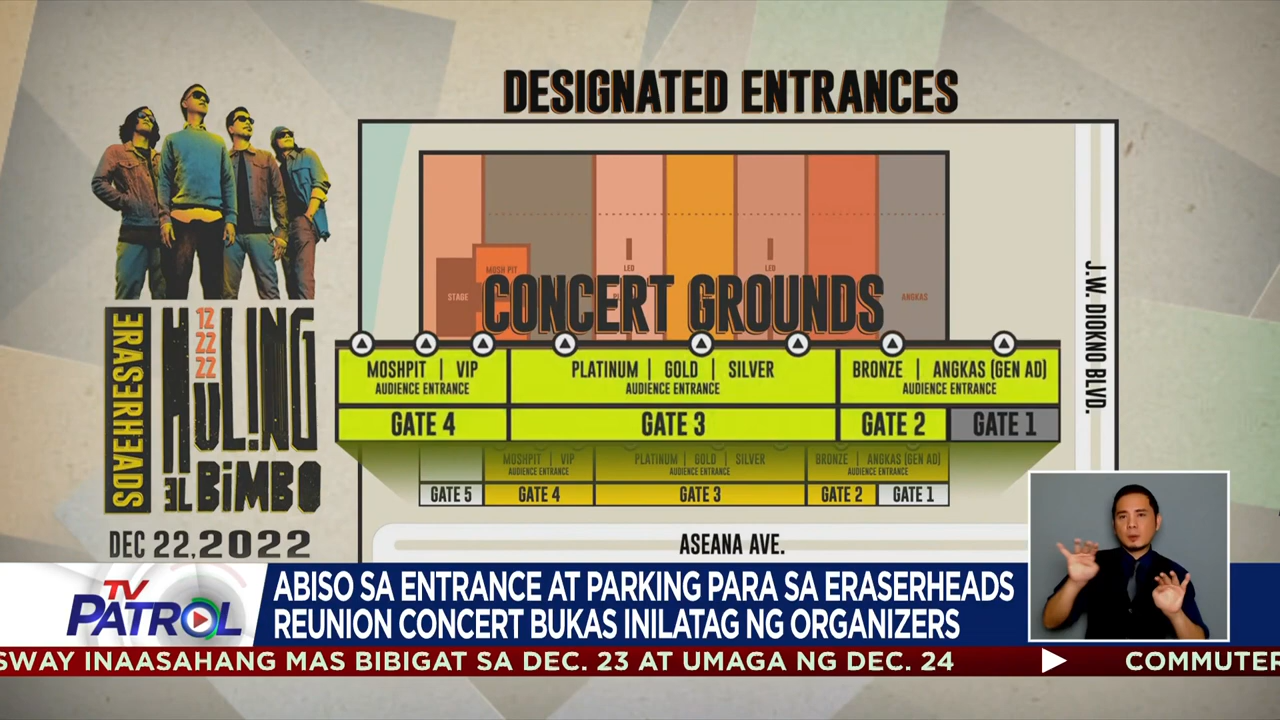 DESIGNATED ENTRANCES
MOSH PIT
LED
LED
STAGE
ANGKAS
CONCERT GROUNDS
MOSHPIT | VIP
AUDIENCE ENTRANCE
PLATINUM | GOLD | SILVER
AUDIENCE ENTRANCE
BRONZE | ANGKAS (GEN AD)
AUDIENCE ENTRANCE
GATE 4
GATE 3
GATE 2
GATE 1
MOSHPIT | VIP
AUDIENCE ENTRANCE
PLATINUM | GOLD | SILVER
AUDIENCE ENTRANCE
BRONZE | ANGKAS (GEN AD)
AUDIENCE ENTRANCE
GATE 5
GATE 4
GATE 3
GATE 2
GATE 1
J.W. DIOKNO BLVD.
ASEANA AVE.
ERASERHEADS
12
22
22
HULING
EL BIMBO
DEC 22, 2022
TV
PATROL
ABISO SA ENTRANCE AT PARKING PARA SA ERASERHEADS
REUNION CONCERT BUKAS INILATAG NG ORGANIZERS
SWAY INAASAHANG MAS BIBIGAT SA DEC. 23 AT UMAGA NG DEC. 24
COMMUTER